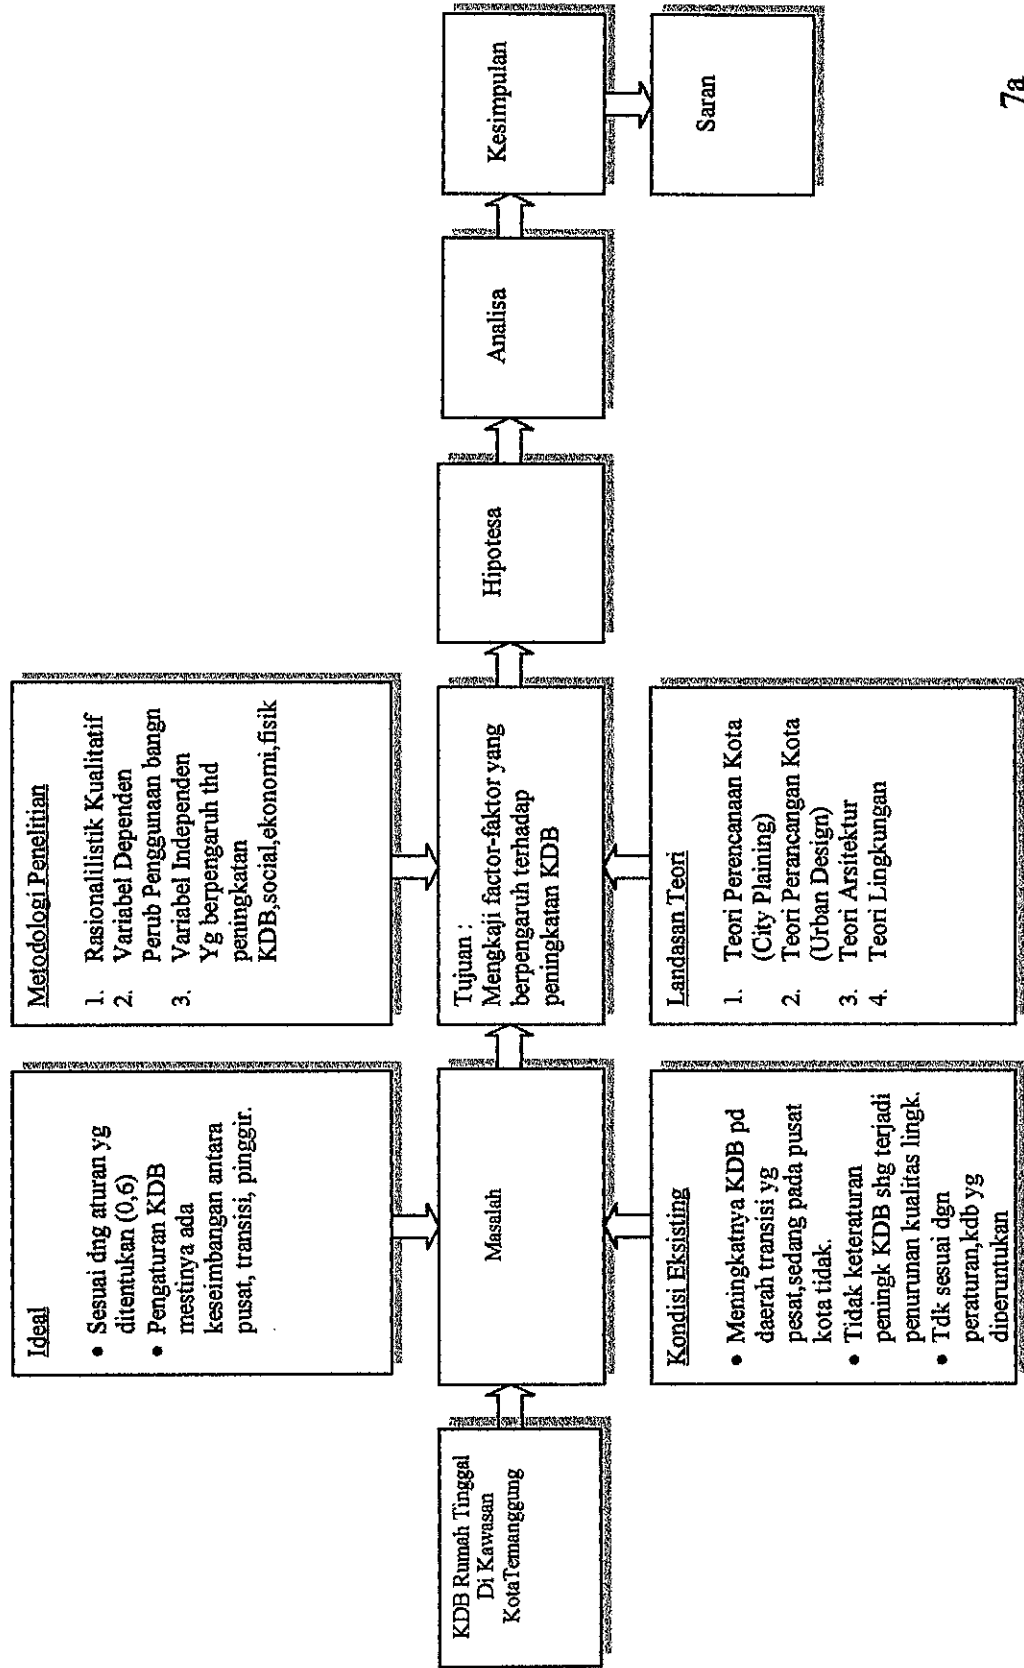 KDB Rumah Tinggal
Di Kawasan
KotaTemanggung
Ideal
• Sesuai dng aturan yg
ditentukan (0,6)
• Pengaturan KDB
mestinya ada
keseimbangan antara
pusat, transisi, pinggir.
Masalah
Kondisi Eksisting
• Meningkatnya KDB pd
daerah transisi yg
pesat,sedang pada pusat
kota tidak.
• Tidak keteraturan
peningk KDB shg terjadi
penurunan kualitas lingk.
• Tdk sesuai dgn
peraturan,kdb yg
diperuntukan
Metodologi Penelitian
1. Rasionalilistik Kualitatif
2. Variabel Dependen
Perub Penggunaan bangn
3. Variabel Independen
Yg berpengaruh thd
peningkatan
KDB,social,ekonomi,fisik
Tujuan :
Mengkaji factor-faktor yang
berpengaruh terhadap
peningkatan KDB
Landasan Teori
1. Teori Perencanaan Kota
(City Plaining)
2. Teori Perancangan Kota
(Urban Design)
3. Teori Arsitektur
4. Teori Lingkungan
Hipotesa
Analisa
Kesimpulan
Saran
7a